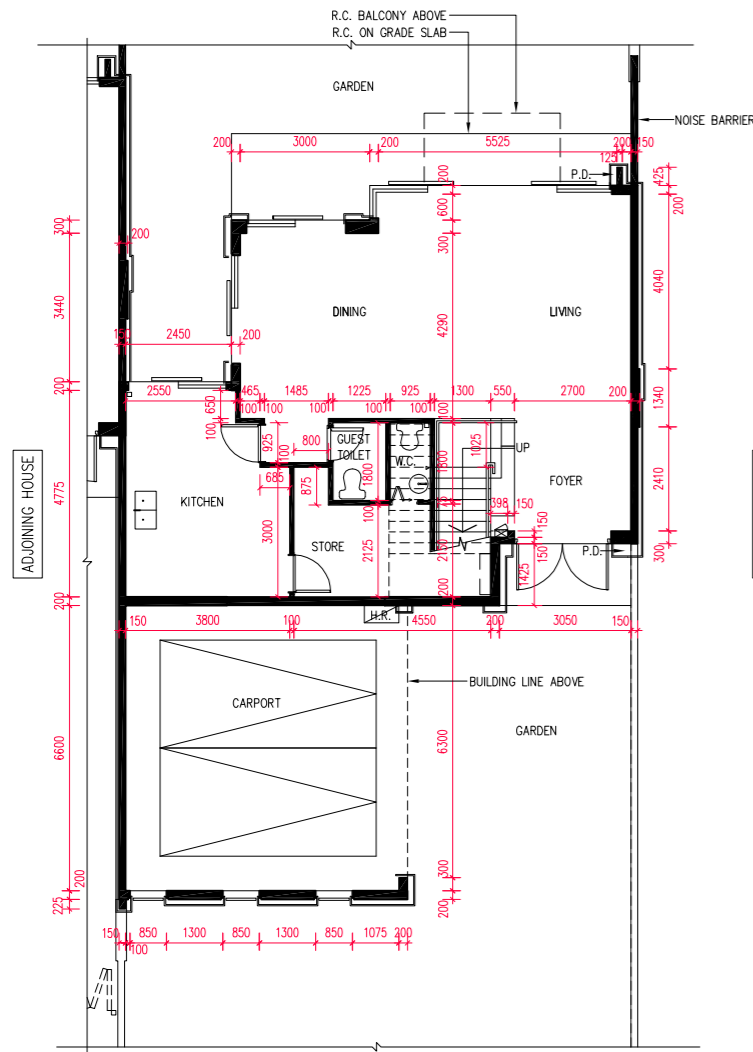 R.C. BALCONY ABOVE
R.C. ON GRADE SLAB
GARDEN
NOISE BARRIER
200 3000 200 5525 200 150
125
P.D.
200
425
600
200
300
300
200
DINING
LIVING
4290
4040
3440
150 2450 200
200
2550 465 1485 1225 925 1300 550 2700 200
100 100 100 100 100 100
650
100
1340
925
100
800
GUEST
TOILET
W.C.
1800
1300
1025
UP
685
875
KITCHEN
FOYER
2410
4775
ADJOINING HOUSE
3000
STORE
100
2125
2150
398 150
150
150
P.D.
300
1425
200
200
H.R.
150 3800 100 4550 200 3050 150
BUILDING LINE ABOVE
CARPORT
GARDEN
6600
6300
300
200
200
225
150 850 1300 850 1300 850 1075 200
100